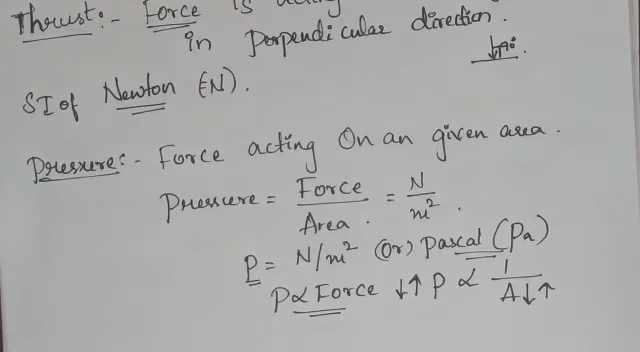 Thrust:- Force is acting
in perpendicular direction.
SI of Newton (N).
Pressure:- Force acting On an given area.
Pressure = Force / Area. = N / m².
P = N/m² (or) Pascal (Pa)
P ∝ Force ↓↑ P ∝ 1 / A↓↑